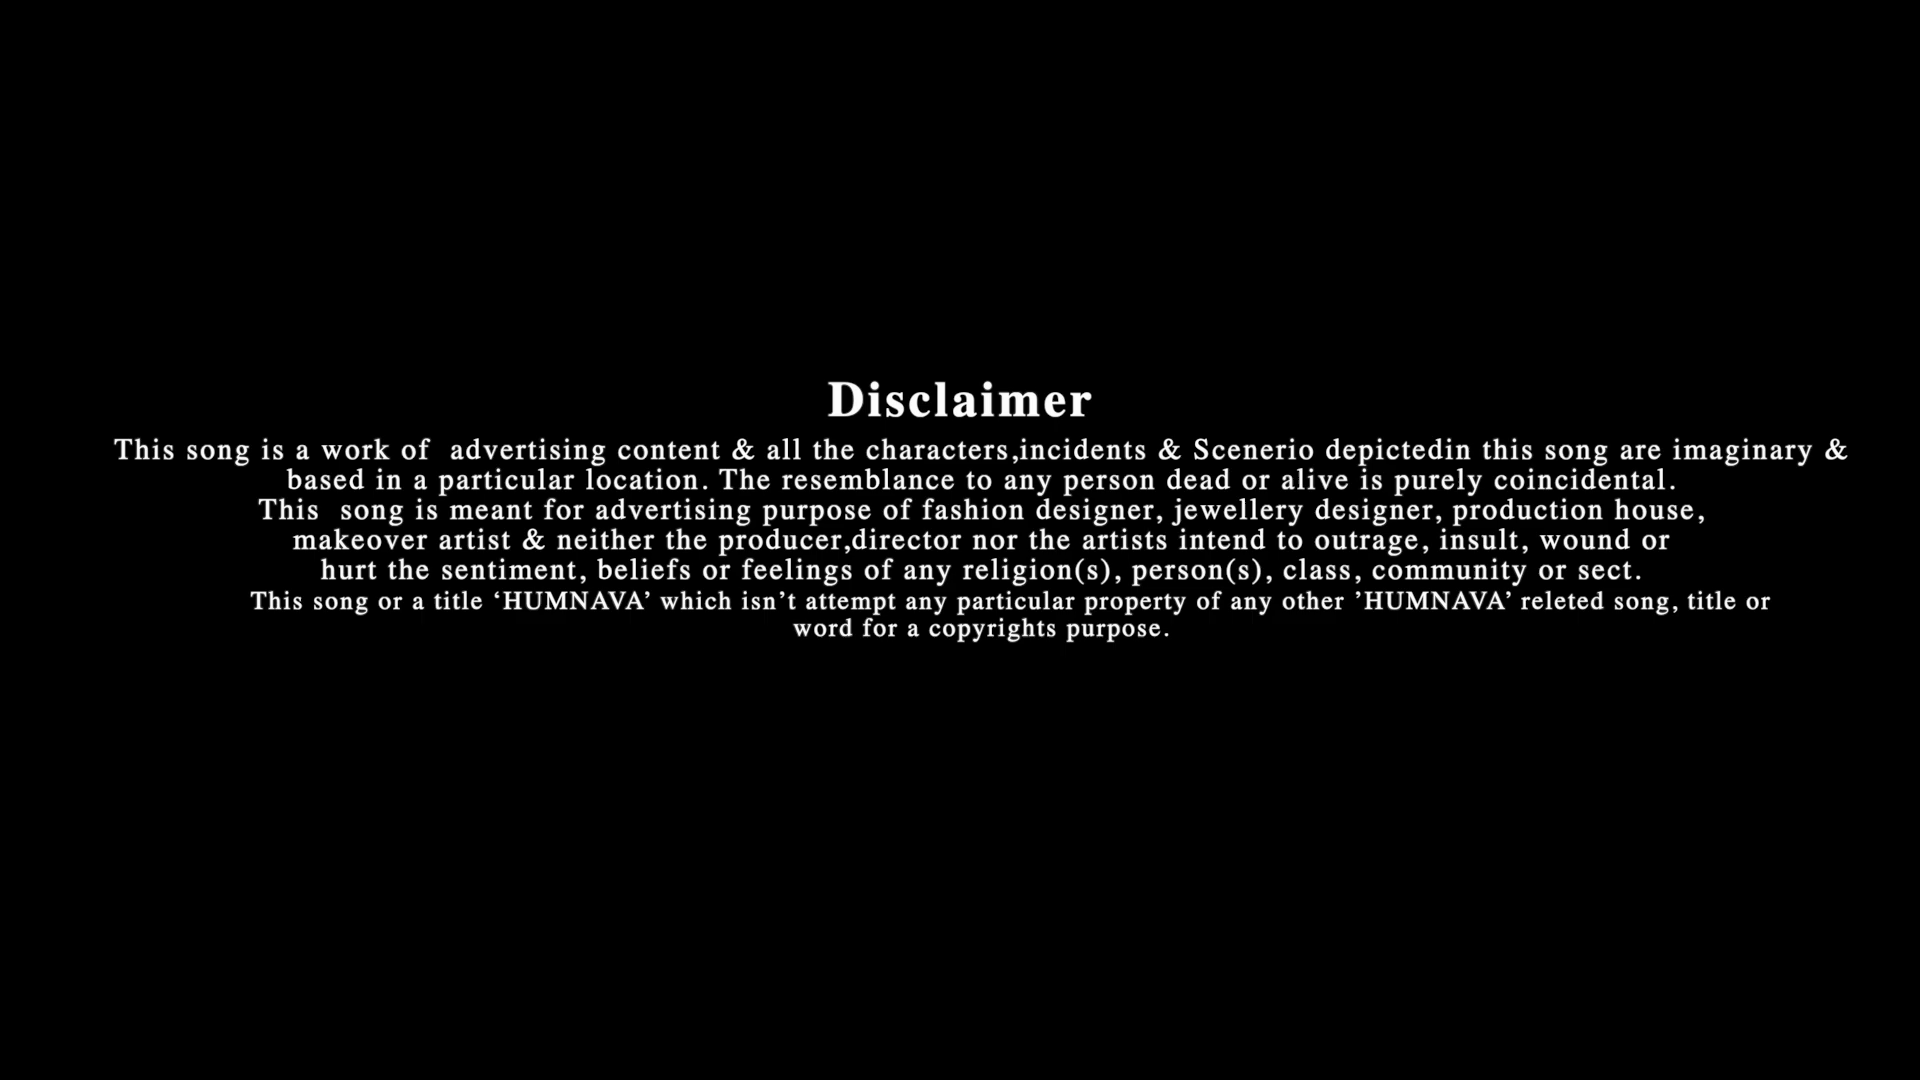 Disclaimer
This song is a work of  advertising content & all the characters,incidents & Scenerio depictedin this song are imaginary &
based in a particular location. The resemblance to any person dead or alive is purely coincidental.
This  song is meant for advertising purpose of fashion designer, jewellery designer, production house,
makeover artist & neither the producer,director nor the artists intend to outrage, insult, wound or
hurt the sentiment, beliefs or feelings of any religion(s), person(s), class, community or sect.
This song or a title ‘HUMNAVA’ which isn’t attempt any particular property of any other ’HUMNAVA’ releted song, title or
word for a copyrights purpose.